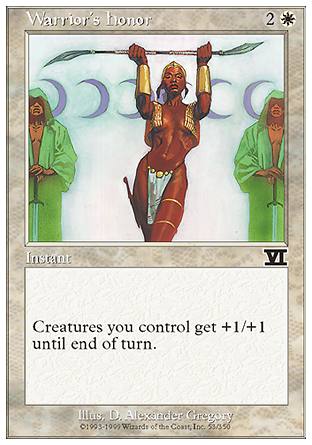 Warrior's Honor 2
Instant VI
Creatures you control get +1/+1
until end of turn.
Illus. D. Alexander Gregory
©1993-1999 Wizards of the Coast, Inc. 53/350